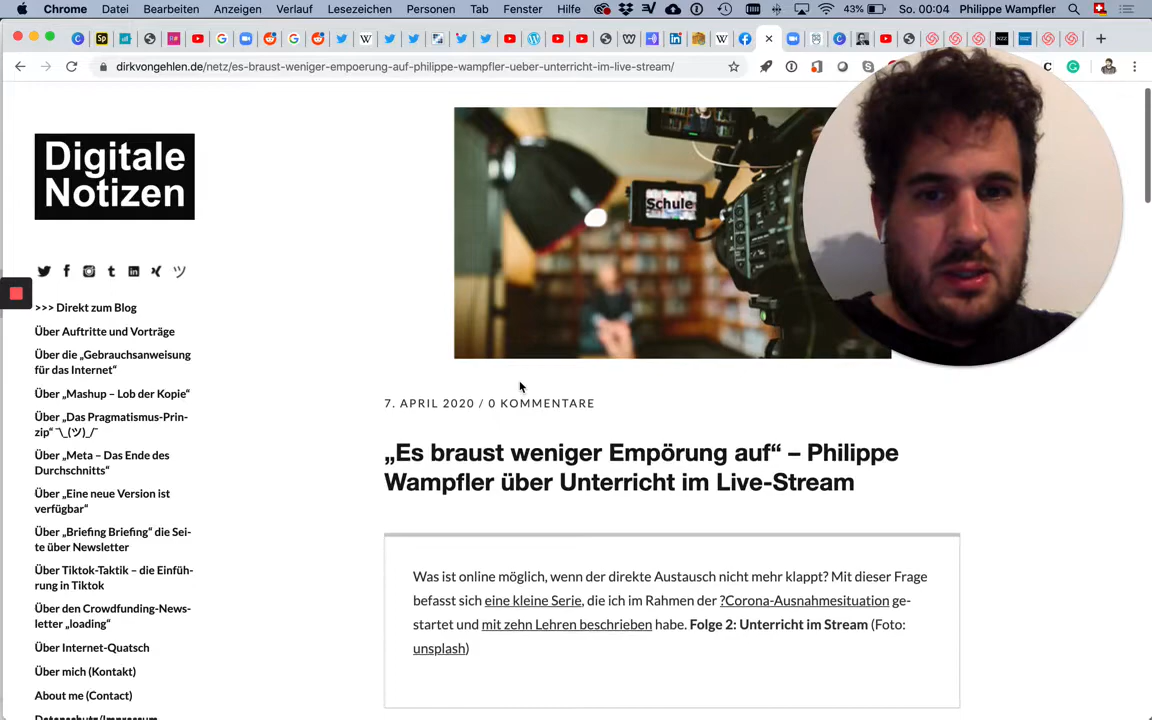 Chrome Datei Bearbeiten Anzeigen Verlauf Lesezeichen Personen Tab Fenster Hilfe 43% So. 00:04 Philippe Wampfler
dirkvongehlen.de/netz/es-braust-weniger-empoerung-auf-philippe-wampfler-ueber-unterricht-im-live-stream/
Digitale
Notizen
Schule
>>> Direkt zum Blog
Über Auftritte und Vorträge
Über die „Gebrauchsanweisung
für das Internet“
Über „Mashup – Lob der Kopie“
Über „Das Pragmatismus-Prin-
zip“ ¯\_(ツ)_/¯
Über „Meta – Das Ende des
Durchschnitts“
Über „Eine neue Version ist
verfügbar“
Über „Briefing Briefing“ die Sei-
te über Newsletter
Über Tiktok-Taktik – die Einfüh-
rung in Tiktok
Über den Crowdfunding-News-
letter „loading“
Über Internet-Quatsch
Über mich (Kontakt)
About me (Contact)
Datenschutz/Impressum
7. APRIL 2020 / 0 KOMMENTARE
„Es braust weniger Empörung auf“ – Philippe
Wampfler über Unterricht im Live-Stream
Was ist online möglich, wenn der direkte Austausch nicht mehr klappt? Mit dieser Frage
befasst sich eine kleine Serie, die ich im Rahmen der ?Corona-Ausnahmesituation ge-
startet und mit zehn Lehren beschrieben habe. Folge 2: Unterricht im Stream (Foto:
unsplash)